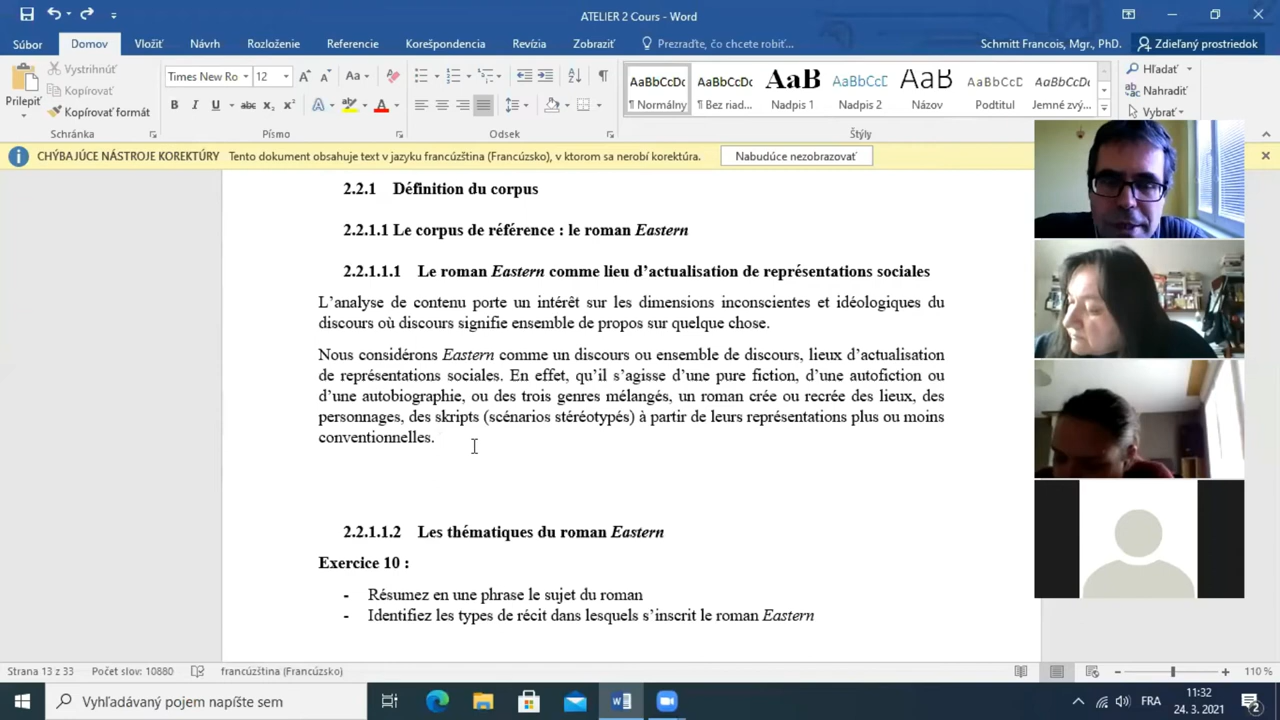 ATELIER 2 Cours - Word
Súbor Domov Vložiť Návrh Rozloženie Referencie Korešpondencia Revízia Zobraziť Prezraďte, čo chcete robiť... Schmitt Francois, Mgr., PhD. Zdieľaný prostriedok
Prilepiť
Vystrihnúť
Kopírovať
Kopírovať formát
Schránka
Times New Ro 12
Písmo
Odsek
AaBbCcDc AaBbCcDc AaB AaBbCcD AaB AaBbCcD AaBbCcDc
¶ Normálny ¶ Bez riad... Nadpis 1 Nadpis 2 Názov Podtitul Jemné zvý...
Štýly
Hľadať
Nahradiť
Vybrať
CHÝBAJÚCE NÁSTROJE KOREKTÚRY Tento dokument obsahuje text v jazyku francúzština (Francúzsko), v ktorom sa nerobí korektúra. Nabudúce nezobrazovať
2.2.1 Définition du corpus
2.2.1.1 Le corpus de référence : le roman Eastern
2.2.1.1.1 Le roman Eastern comme lieu d’actualisation de représentations sociales
L’analyse de contenu porte un intérêt sur les dimensions inconscientes et idéologiques du
discours où discours signifie ensemble de propos sur quelque chose.
Nous considérons Eastern comme un discours ou ensemble de discours, lieux d’actualisation
de représentations sociales. En effet, qu’il s’agisse d’une pure fiction, d’une autofiction ou
d’une autobiographie, ou des trois genres mélangés, un roman crée ou recrée des lieux, des
personnages, des skripts (scénarios stéréotypés) à partir de leurs représentations plus ou moins
conventionnelles.
2.2.1.1.2 Les thématiques du roman Eastern
Exercice 10 :
- Résumez en une phrase le sujet du roman
- Identifiez les types de récit dans lesquels s’inscrit le roman Eastern
Strana 13 z 33 Počet slov: 10880 francúzština (Francúzsko) 110 %
Vyhľadávaný pojem napíšte sem
FRA
11:32
24. 3. 2021
2